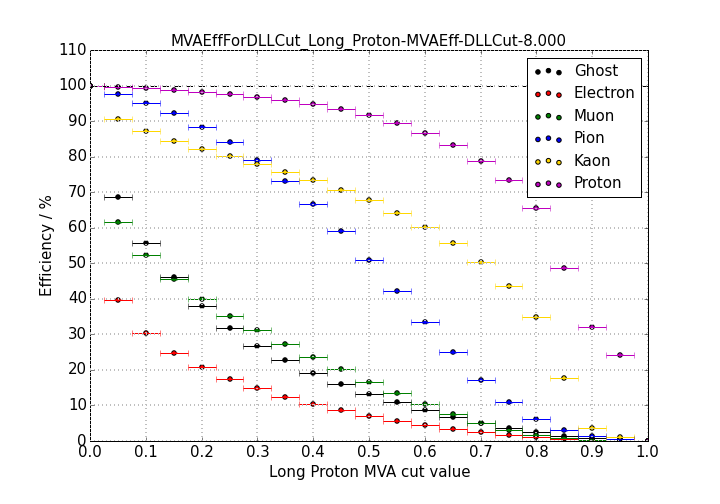 MVAEffForDLLCut_Long_Proton-MVAEff-DLLCut-8.000
110
100
90
80
70
60
50
40
30
20
10
0
Efficiency / %
Ghost
Electron
Muon
Pion
Kaon
Proton
0.0 0.1 0.2 0.3 0.4 0.5 0.6 0.7 0.8 0.9 1.0
Long Proton MVA cut value